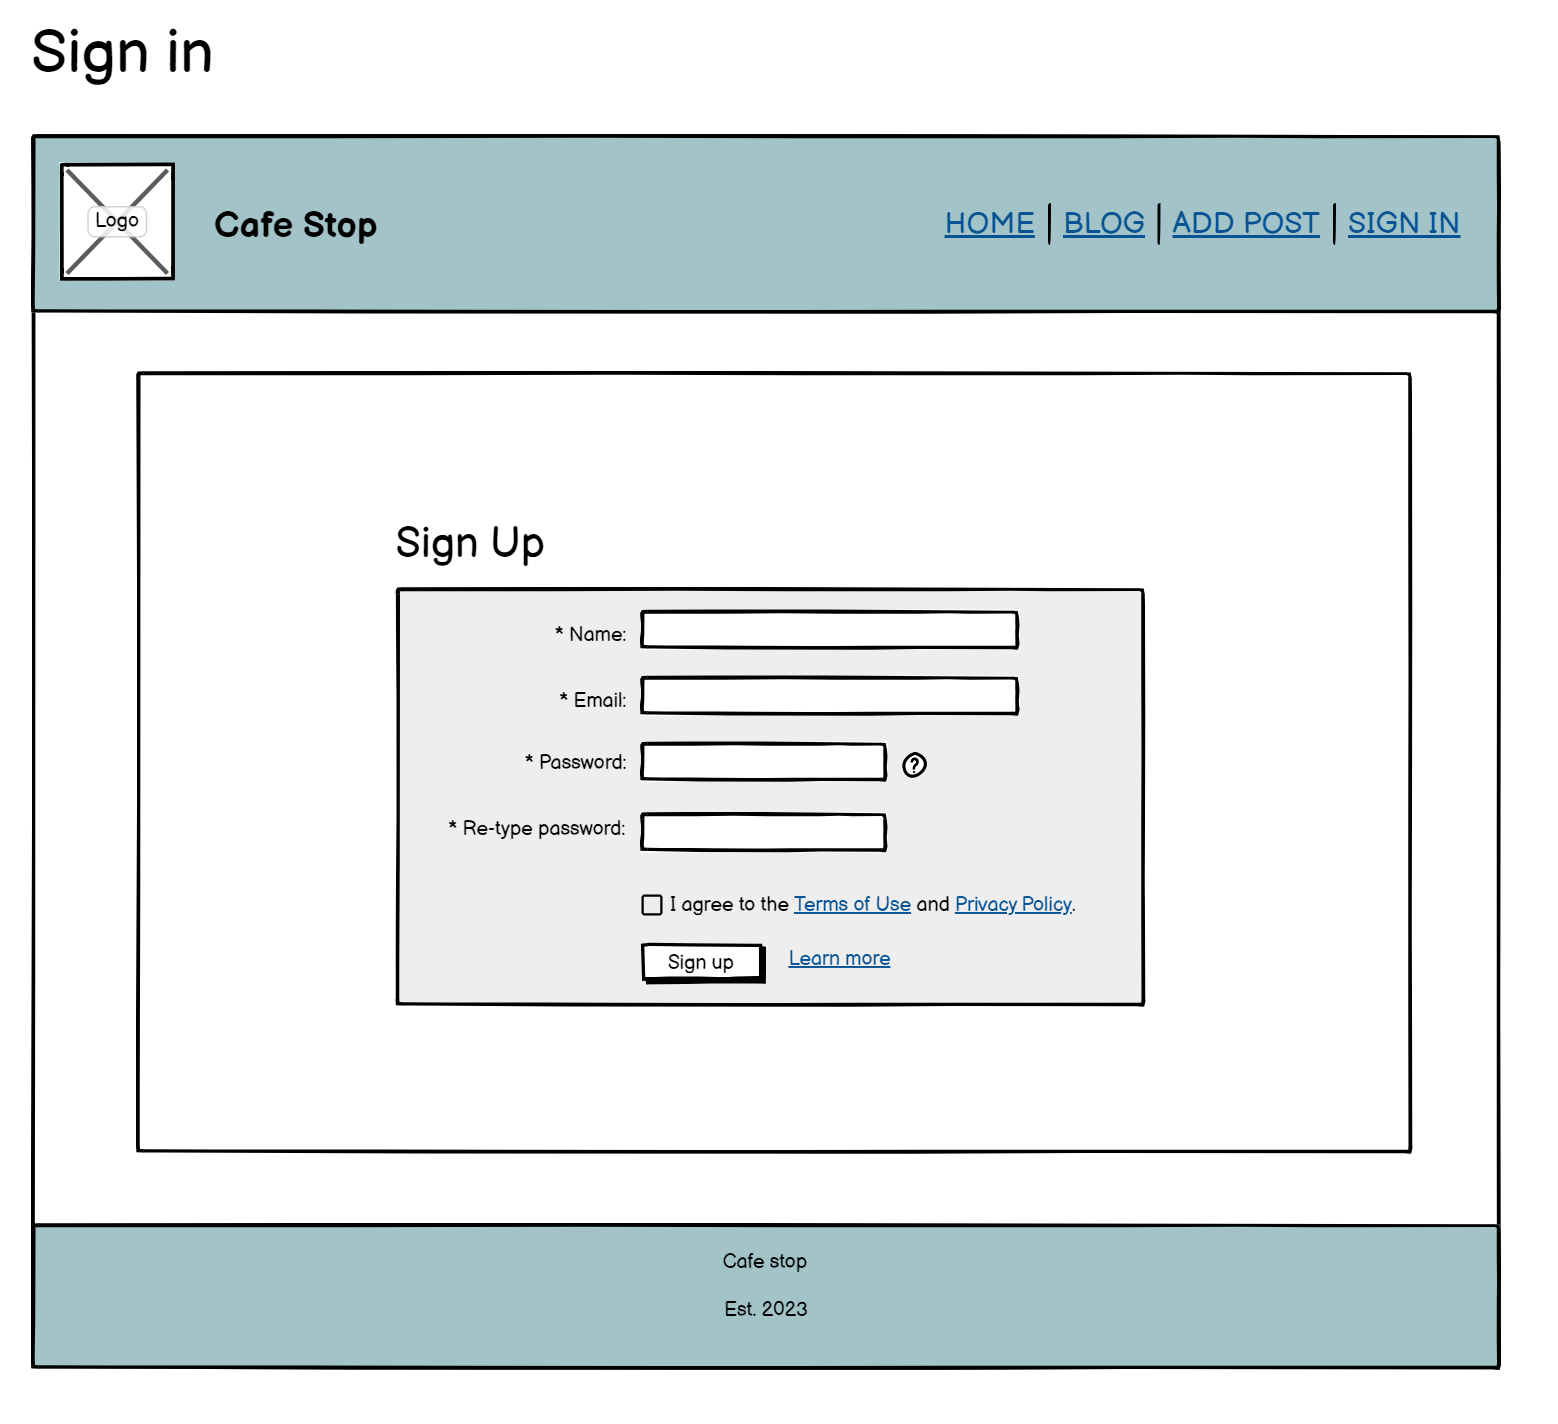 Sign in
Logo
Cafe Stop
HOME | BLOG | ADD POST | SIGN IN
Sign Up
* Name:
* Email:
* Password: ?
* Re-type password:
I agree to the Terms of Use and Privacy Policy.
Sign up Learn more
Cafe stop
Est. 2023